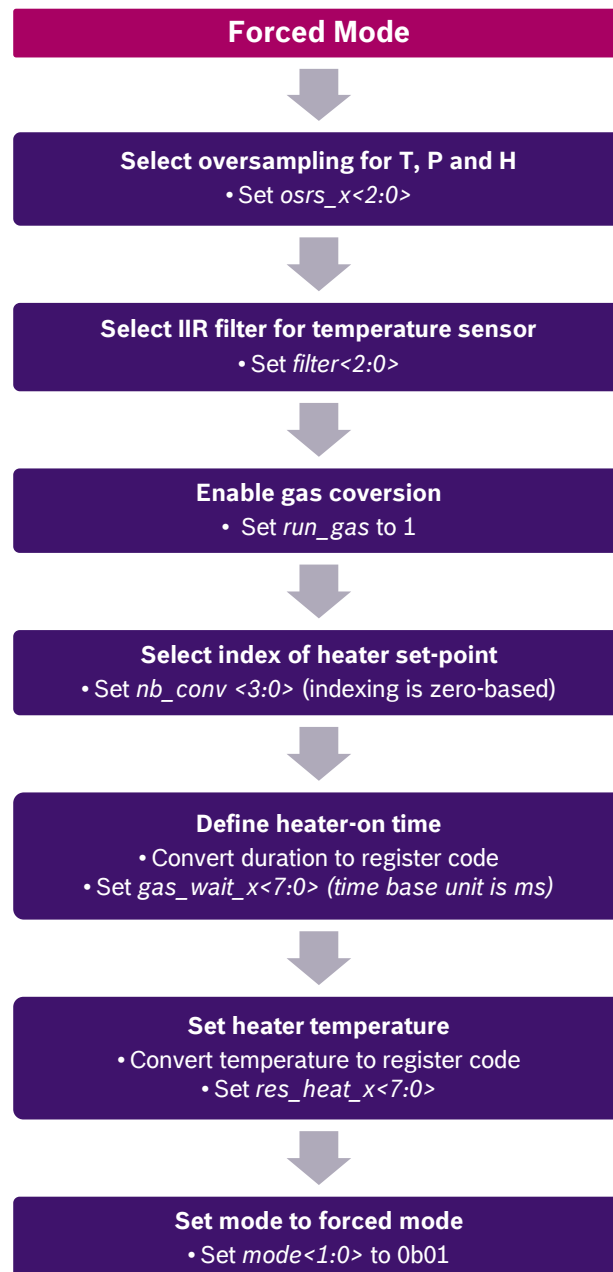 Forced Mode
Select oversampling for T, P and H
• Set osrs_x<2:0>
Select IIR filter for temperature sensor
• Set filter<2:0>
Enable gas coversion
• Set run_gas to 1
Select index of heater set-point
• Set nb_conv <3:0> (indexing is zero-based)
Define heater-on time
• Convert duration to register code
• Set gas_wait_x<7:0> (time base unit is ms)
Set heater temperature
• Convert temperature to register code
• Set res_heat_x<7:0>
Set mode to forced mode
• Set mode<1:0> to 0b01